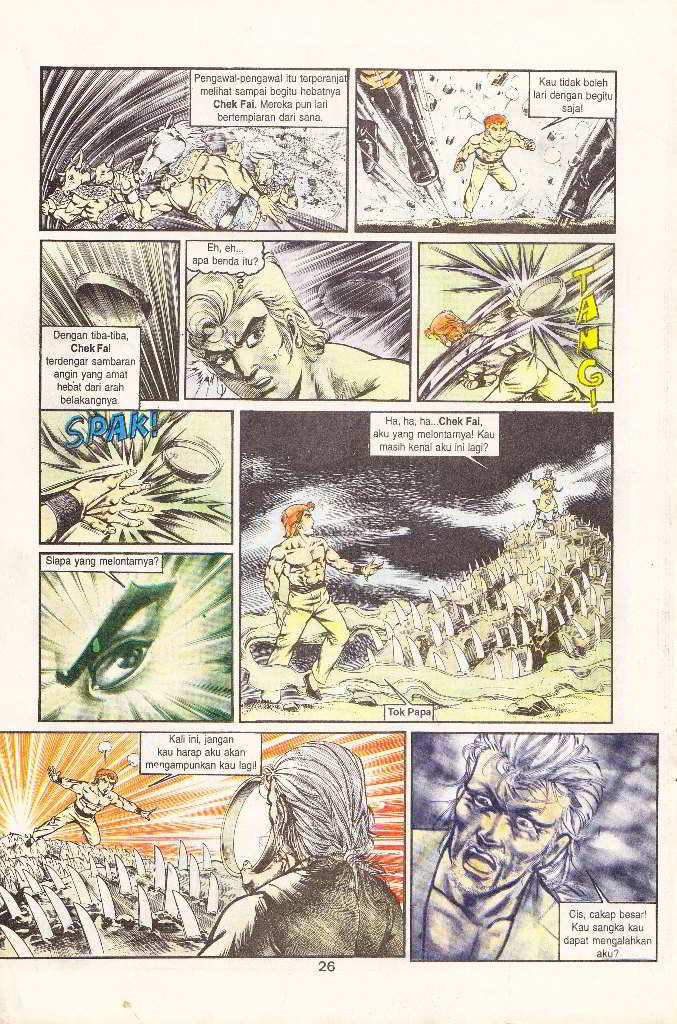 Pengawal-pengawal itu terperanjat
melihat sampai begitu hebatnya
Chek Fai. Mereka pun lari
bertempiaran dari sana.
Kau tidak boleh
lari dengan begitu
saja!
Dengan tiba-tiba,
Chek Fai
terdengar sambaran
angin yang amat
hebat dari arah
belakangnya.
Eh, eh...
apa benda itu?
TANG!
SPAK!
Siapa yang melontarnya?
Ha, ha, ha...Chek Fai,
aku yang melontarnya! Kau
masih kenal aku ini lagi?
Tok Papa
Kali ini, jangan
kau harap aku akan
mengampunkan kau lagi!
Cis, cakap besar!
Kau sangka kau
dapat mengalahkan
aku?
26